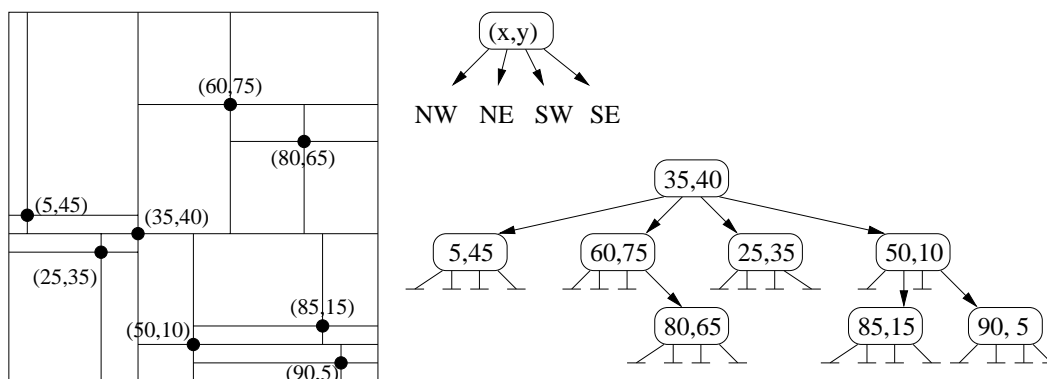 (60,75)
(80,65)
(5,45)
(35,40)
(25,35)
(85,15)
(50,10)
(90,5)
(x,y)
NW NE SW SE
35,40
5,45 60,75 25,35 50,10
80,65 85,15 90, 5